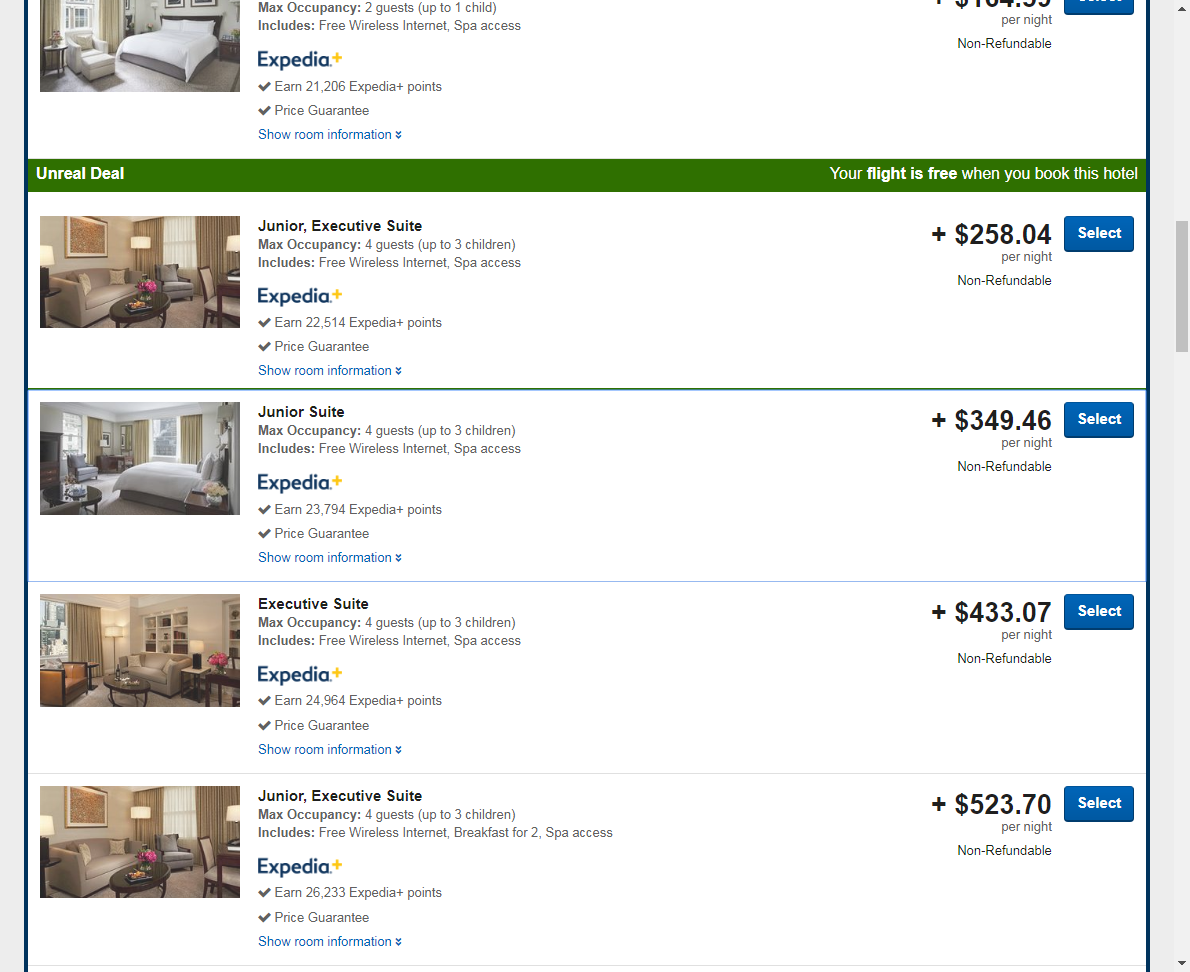 Max Occupancy: 2 guests (up to 1 child)
Includes: Free Wireless Internet, Spa access
per night
Non-Refundable
Expedia+
Earn 21,206 Expedia+ points
Price Guarantee
Show room information
Unreal Deal
Your flight is free when you book this hotel
Junior, Executive Suite
Max Occupancy: 4 guests (up to 3 children)
Includes: Free Wireless Internet, Spa access
+ $258.04
per night
Non-Refundable
Select
Expedia+
Earn 22,514 Expedia+ points
Price Guarantee
Show room information
Junior Suite
Max Occupancy: 4 guests (up to 3 children)
Includes: Free Wireless Internet, Spa access
+ $349.46
per night
Non-Refundable
Select
Expedia+
Earn 23,794 Expedia+ points
Price Guarantee
Show room information
Executive Suite
Max Occupancy: 4 guests (up to 3 children)
Includes: Free Wireless Internet, Spa access
+ $433.07
per night
Non-Refundable
Select
Expedia+
Earn 24,964 Expedia+ points
Price Guarantee
Show room information
Junior, Executive Suite
Max Occupancy: 4 guests (up to 3 children)
Includes: Free Wireless Internet, Breakfast for 2, Spa access
+ $523.70
per night
Non-Refundable
Select
Expedia+
Earn 26,233 Expedia+ points
Price Guarantee
Show room information